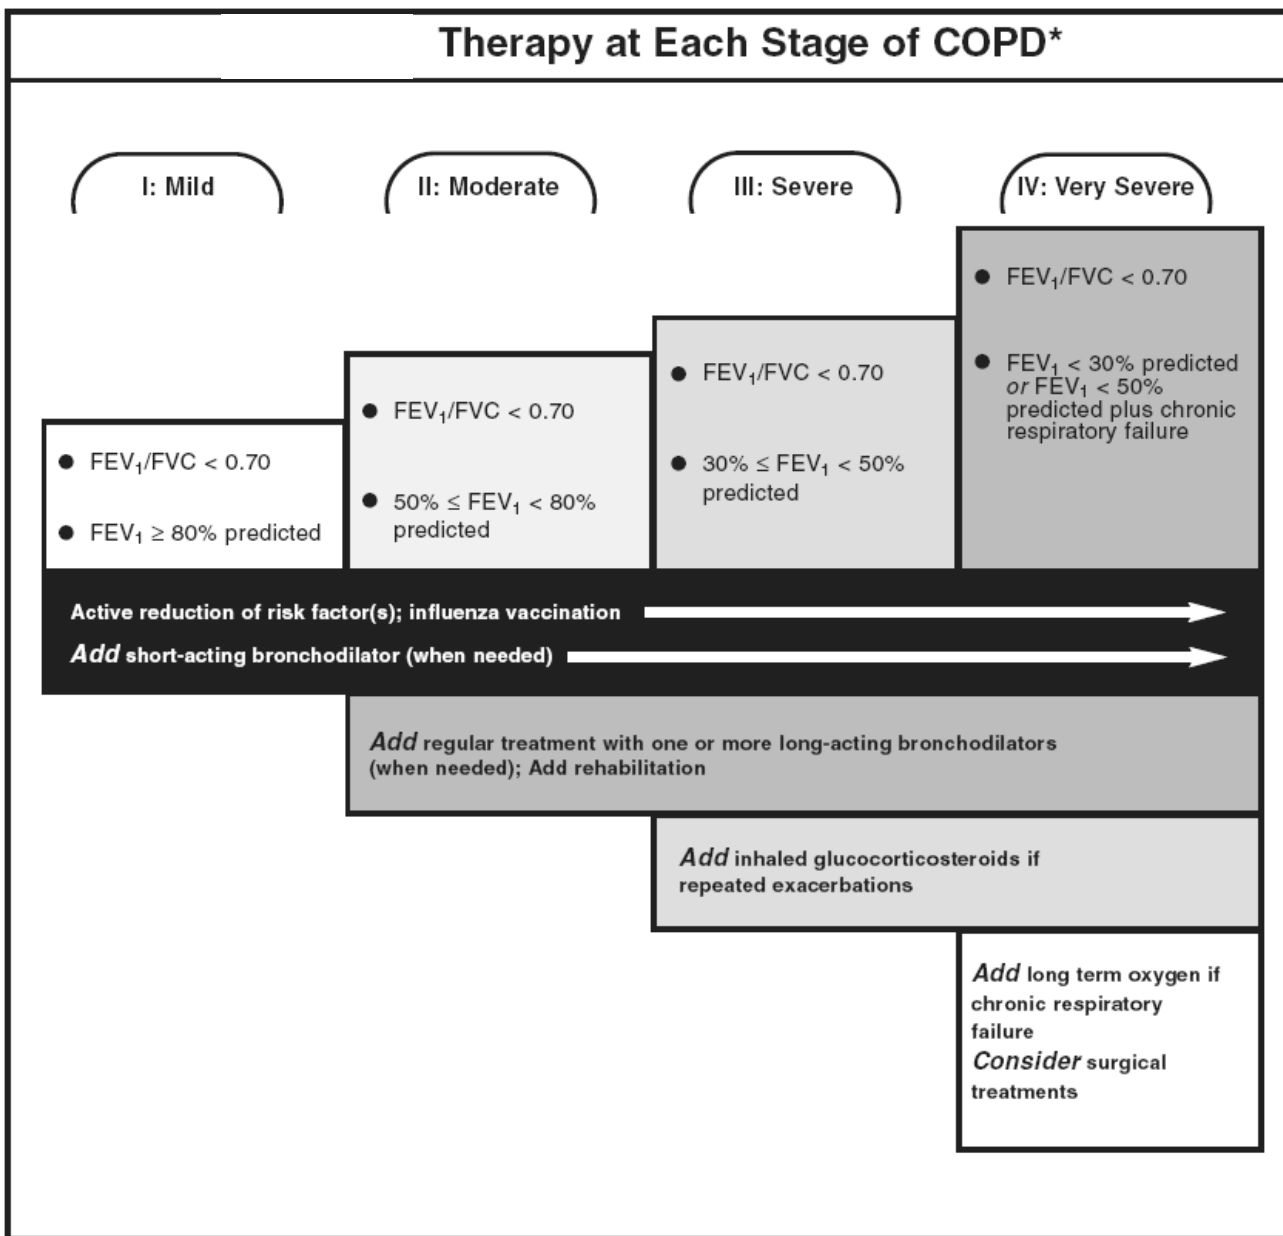 Therapy at Each Stage of COPD*
I: Mild
II: Moderate
III: Severe
IV: Very Severe
● FEV₁/FVC < 0.70
● FEV₁ ≥ 80% predicted
● FEV₁/FVC < 0.70
● 50% ≤ FEV₁ < 80%
predicted
● FEV₁/FVC < 0.70
● 30% ≤ FEV₁ < 50%
predicted
● FEV₁/FVC < 0.70
● FEV₁ < 30% predicted
or FEV₁ < 50%
predicted plus chronic
respiratory failure
Active reduction of risk factor(s); influenza vaccination
Add short-acting bronchodilator (when needed)
Add regular treatment with one or more long-acting bronchodilators
(when needed); Add rehabilitation
Add inhaled glucocorticosteroids if
repeated exacerbations
Add long term oxygen if
chronic respiratory
failure
Consider surgical
treatments